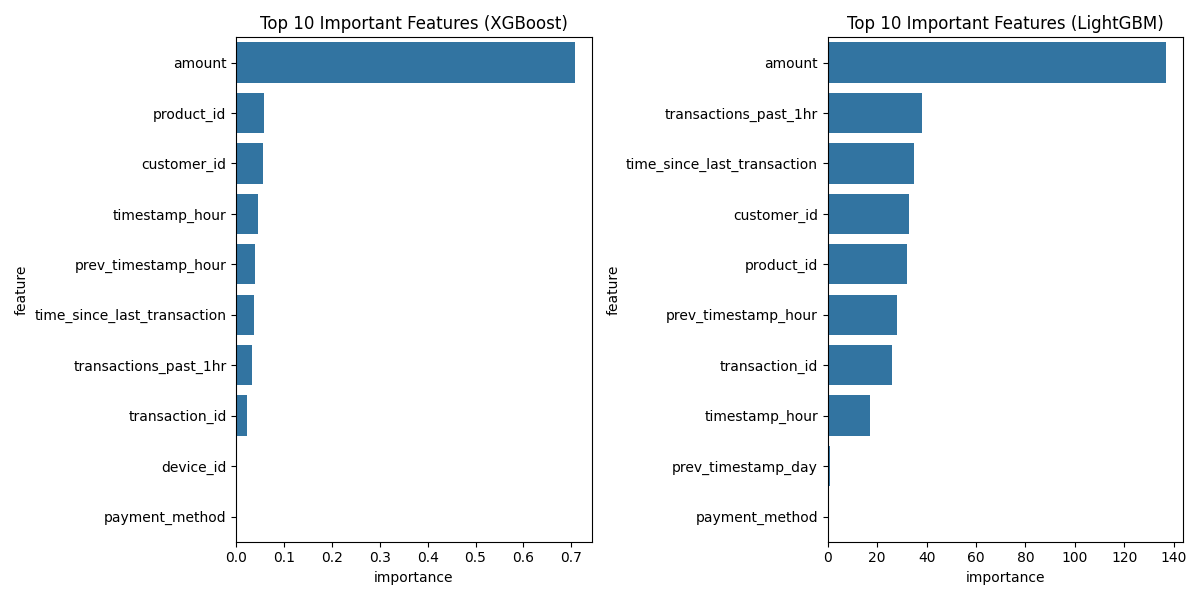 Top 10 Important Features (XGBoost)
feature
amount
product_id
customer_id
timestamp_hour
prev_timestamp_hour
time_since_last_transaction
transactions_past_1hr
transaction_id
device_id
payment_method
0.0 0.1 0.2 0.3 0.4 0.5 0.6 0.7
importance
Top 10 Important Features (LightGBM)
feature
amount
transactions_past_1hr
time_since_last_transaction
customer_id
product_id
prev_timestamp_hour
transaction_id
timestamp_hour
prev_timestamp_day
payment_method
0 20 40 60 80 100 120 140
importance